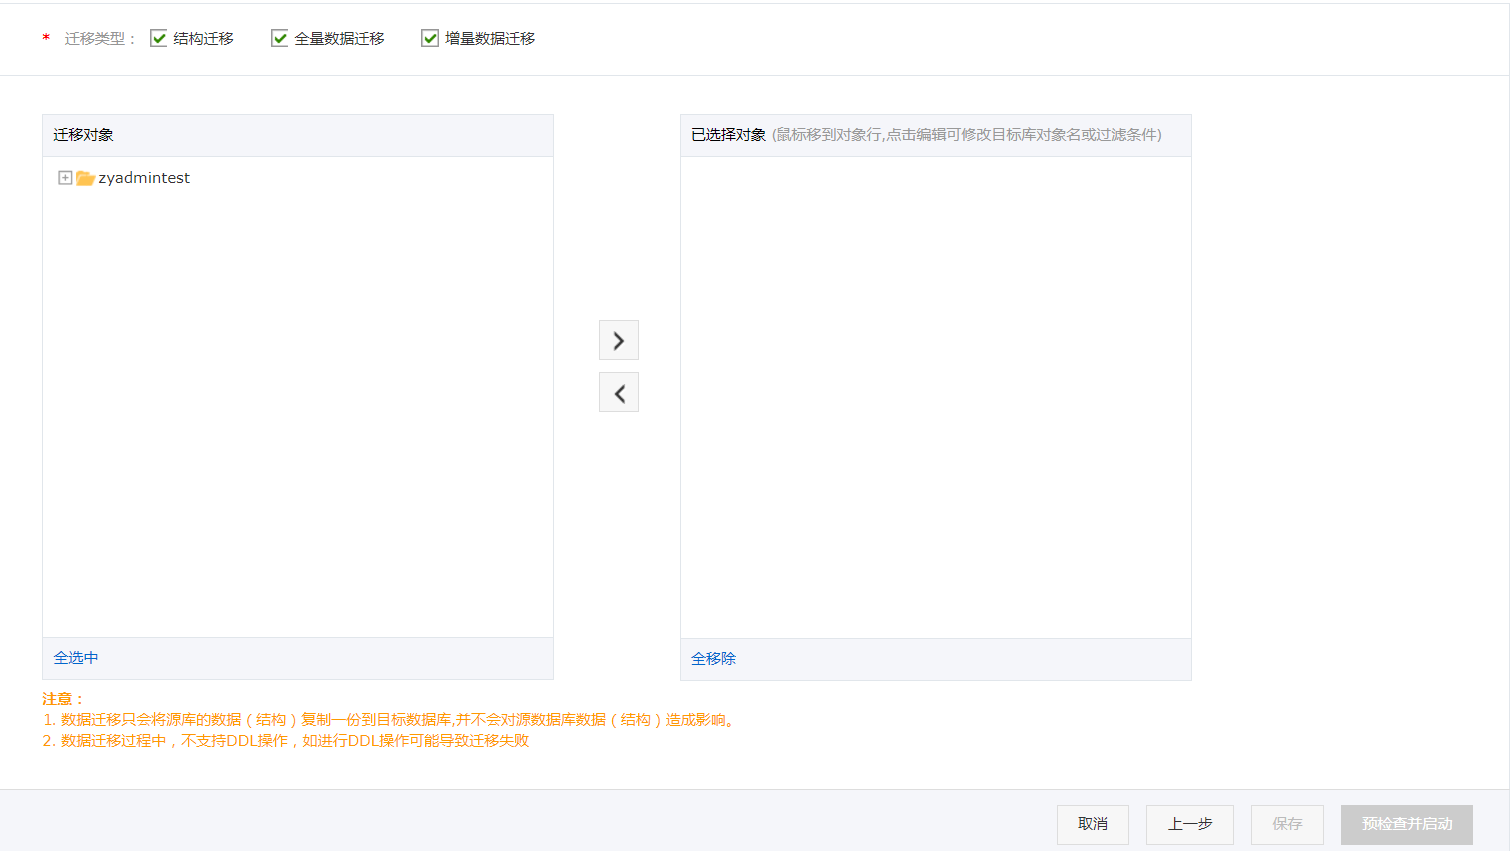 * 迁移类型： 结构迁移 全量数据迁移 增量数据迁移
迁移对象
zyadmintest
全选中
已选择对象 (鼠标移到对象行,点击编辑可修改目标库对象名或过滤条件)
全移除
注意：
1. 数据迁移只会将源库的数据（结构）复制一份到目标数据库,并不会对源数据库数据（结构）造成影响。
2. 数据迁移过程中，不支持DDL操作，如进行DDL操作可能导致迁移失败
取消 上一步 保存 预检查并启动